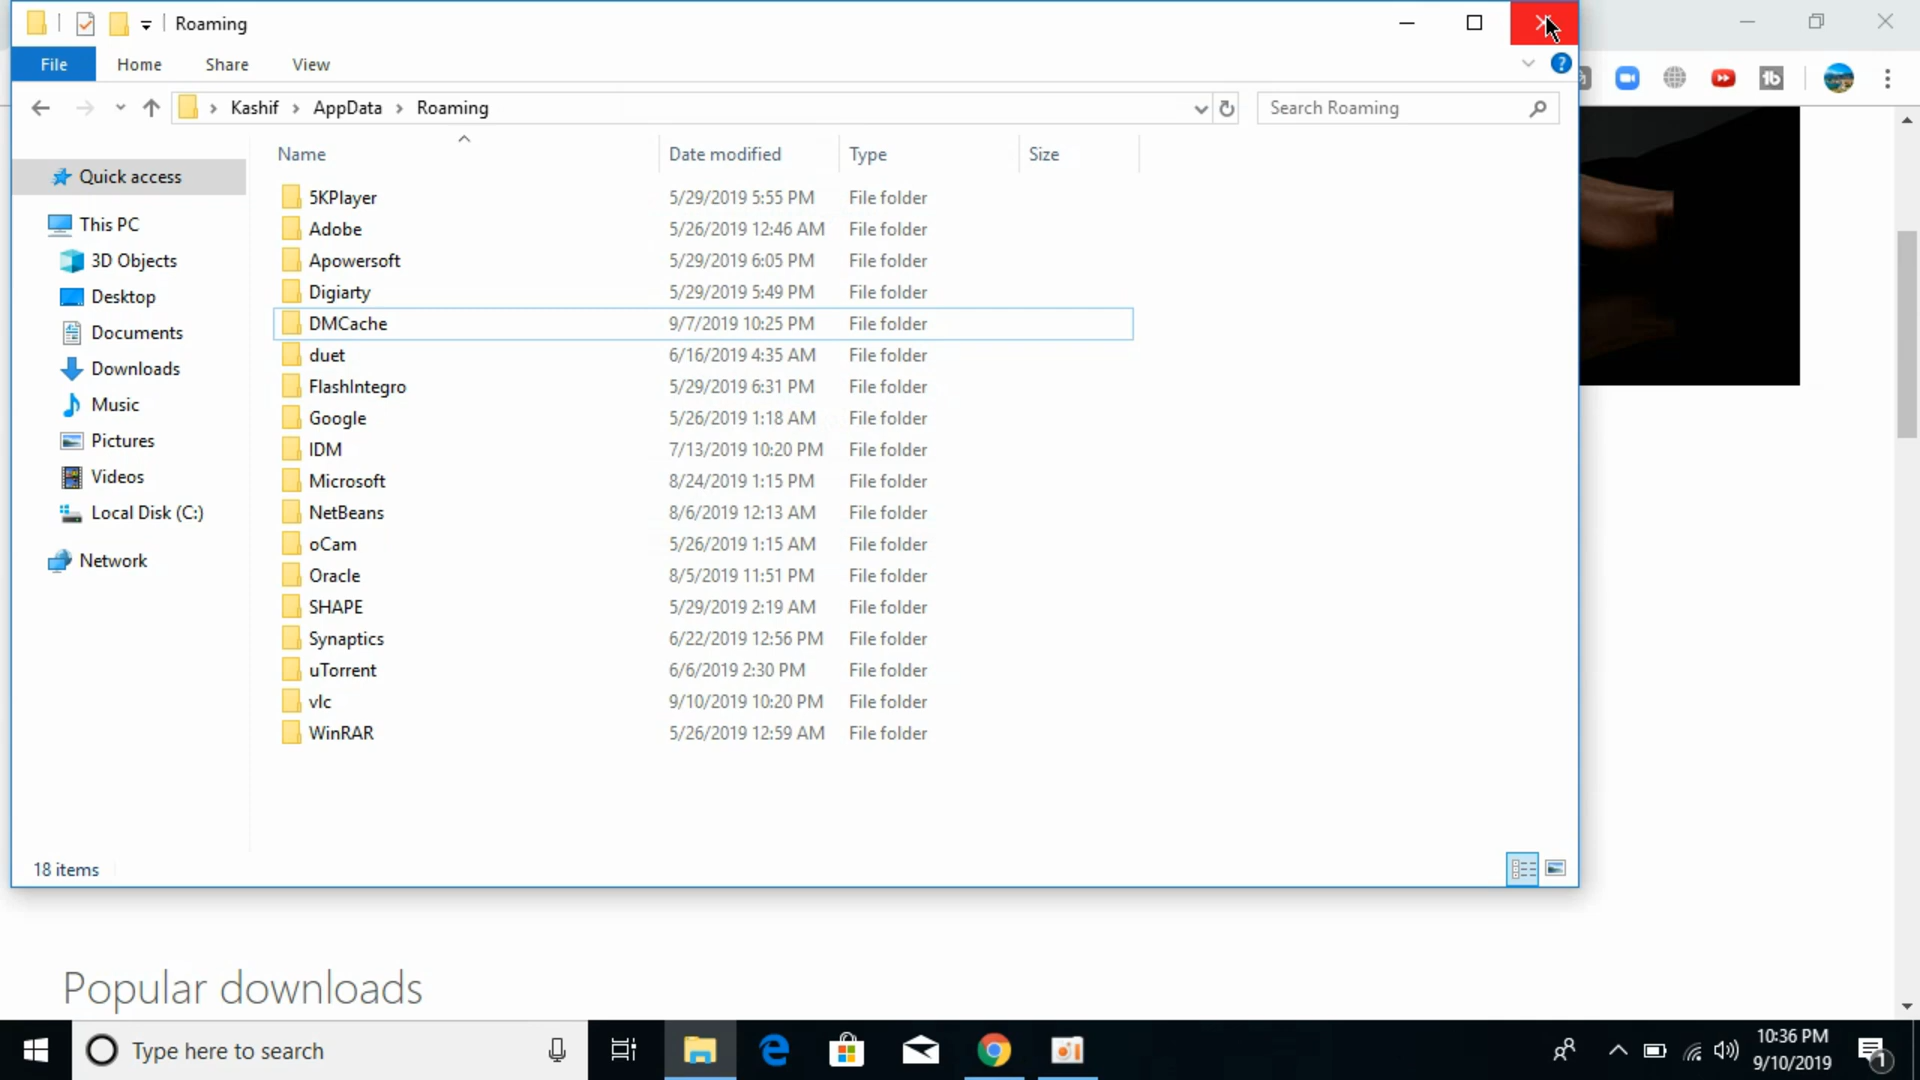 Roaming
File Home Share View
Kashif > AppData > Roaming
Search Roaming
Name Date modified Type Size
Quick access
This PC
3D Objects
Desktop
Documents
Downloads
Music
Pictures
Videos
Local Disk (C:)
Network
5KPlayer 5/29/2019 5:55 PM File folder
Adobe 5/26/2019 12:46 AM File folder
Apowersoft 5/29/2019 6:05 PM File folder
Digiarty 5/29/2019 5:49 PM File folder
DMCache 9/7/2019 10:25 PM File folder
duet 6/16/2019 4:35 AM File folder
FlashIntegro 5/29/2019 6:31 PM File folder
Google 5/26/2019 1:18 AM File folder
IDM 7/13/2019 10:20 PM File folder
Microsoft 8/24/2019 1:15 PM File folder
NetBeans 8/6/2019 12:13 AM File folder
oCam 5/26/2019 1:15 AM File folder
Oracle 8/5/2019 11:51 PM File folder
SHAPE 5/29/2019 2:19 AM File folder
Synaptics 6/22/2019 12:56 PM File folder
uTorrent 6/6/2019 2:30 PM File folder
vlc 9/10/2019 10:20 PM File folder
WinRAR 5/26/2019 12:59 AM File folder
18 items
Popular downloads
Type here to search
10:36 PM
9/10/2019
1